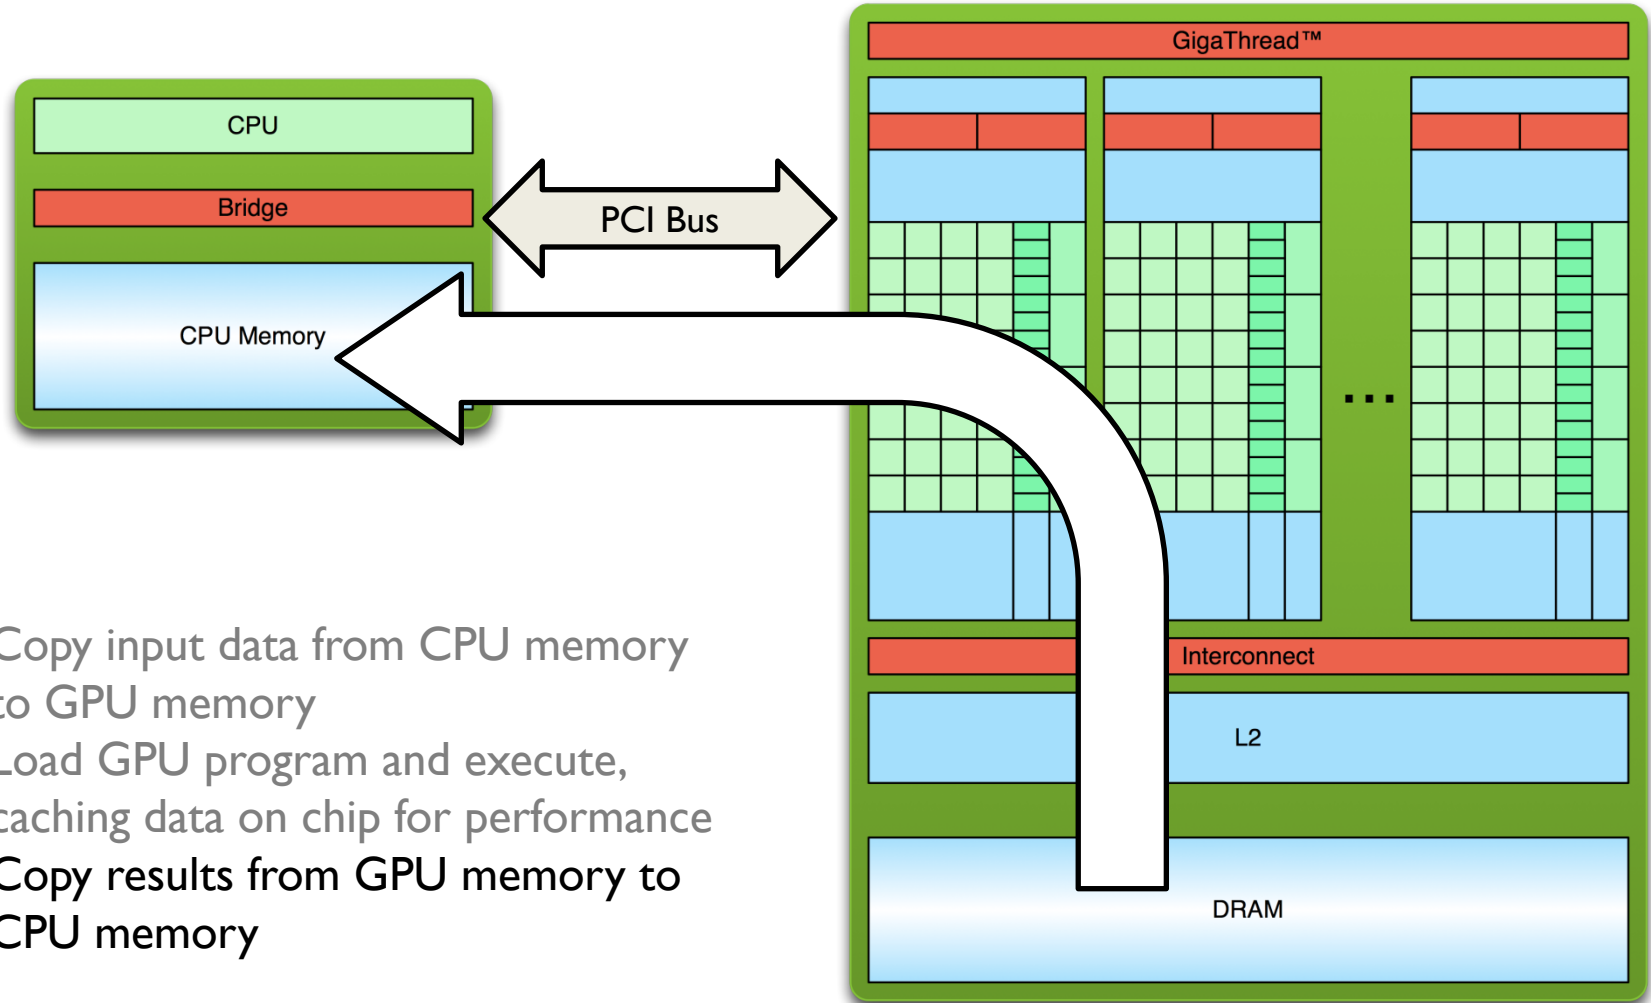 GigaThread™
CPU
Bridge
PCI Bus
CPU Memory
...
Interconnect
L2
DRAM
Copy input data from CPU memory
to GPU memory
Load GPU program and execute,
caching data on chip for performance
Copy results from GPU memory to
CPU memory